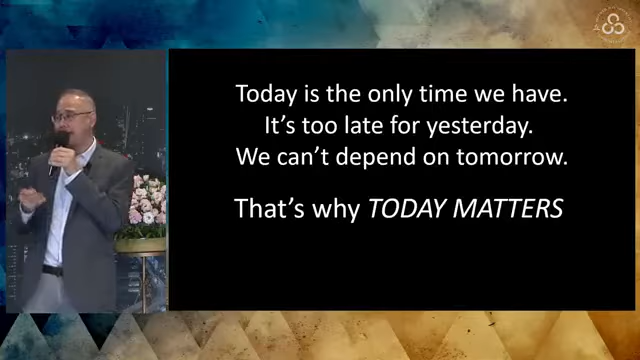 Today is the only time we have.
It's too late for yesterday.
We can't depend on tomorrow.
That's why TODAY MATTERS